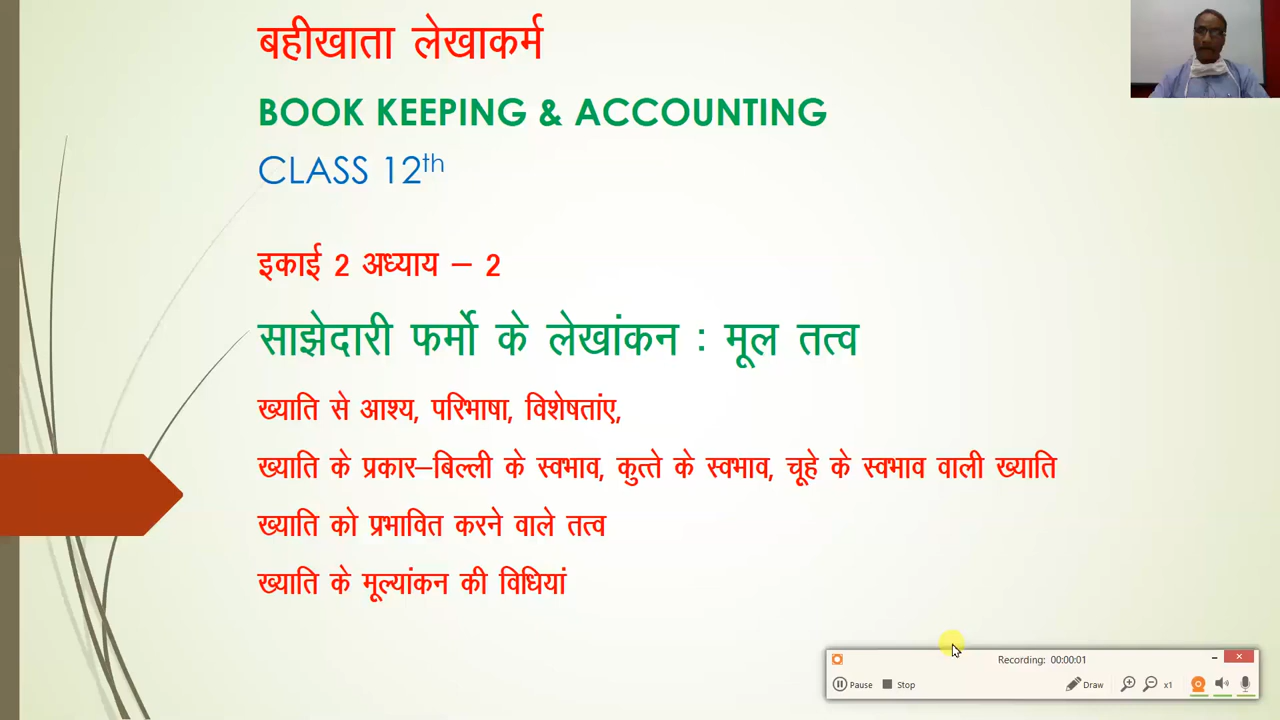 बहीखाता लेखाकर्म
BOOK KEEPING & ACCOUNTING
CLASS 12th
इकाई 2 अध्याय – 2
साझेदारी फर्मो के लेखांकन : मूल तत्व
ख्याति से आश्य, परिभाषा, विशेषतांए,
ख्याति के प्रकार–बिल्ली के स्वभाव, कुत्ते के स्वभाव, चूहे के स्वभाव वाली ख्याति
ख्याति को प्रभावित करने वाले तत्व
ख्याति के मूल्यांकन की विधियां
Recording: 00:00:01
Pause Stop Draw x1